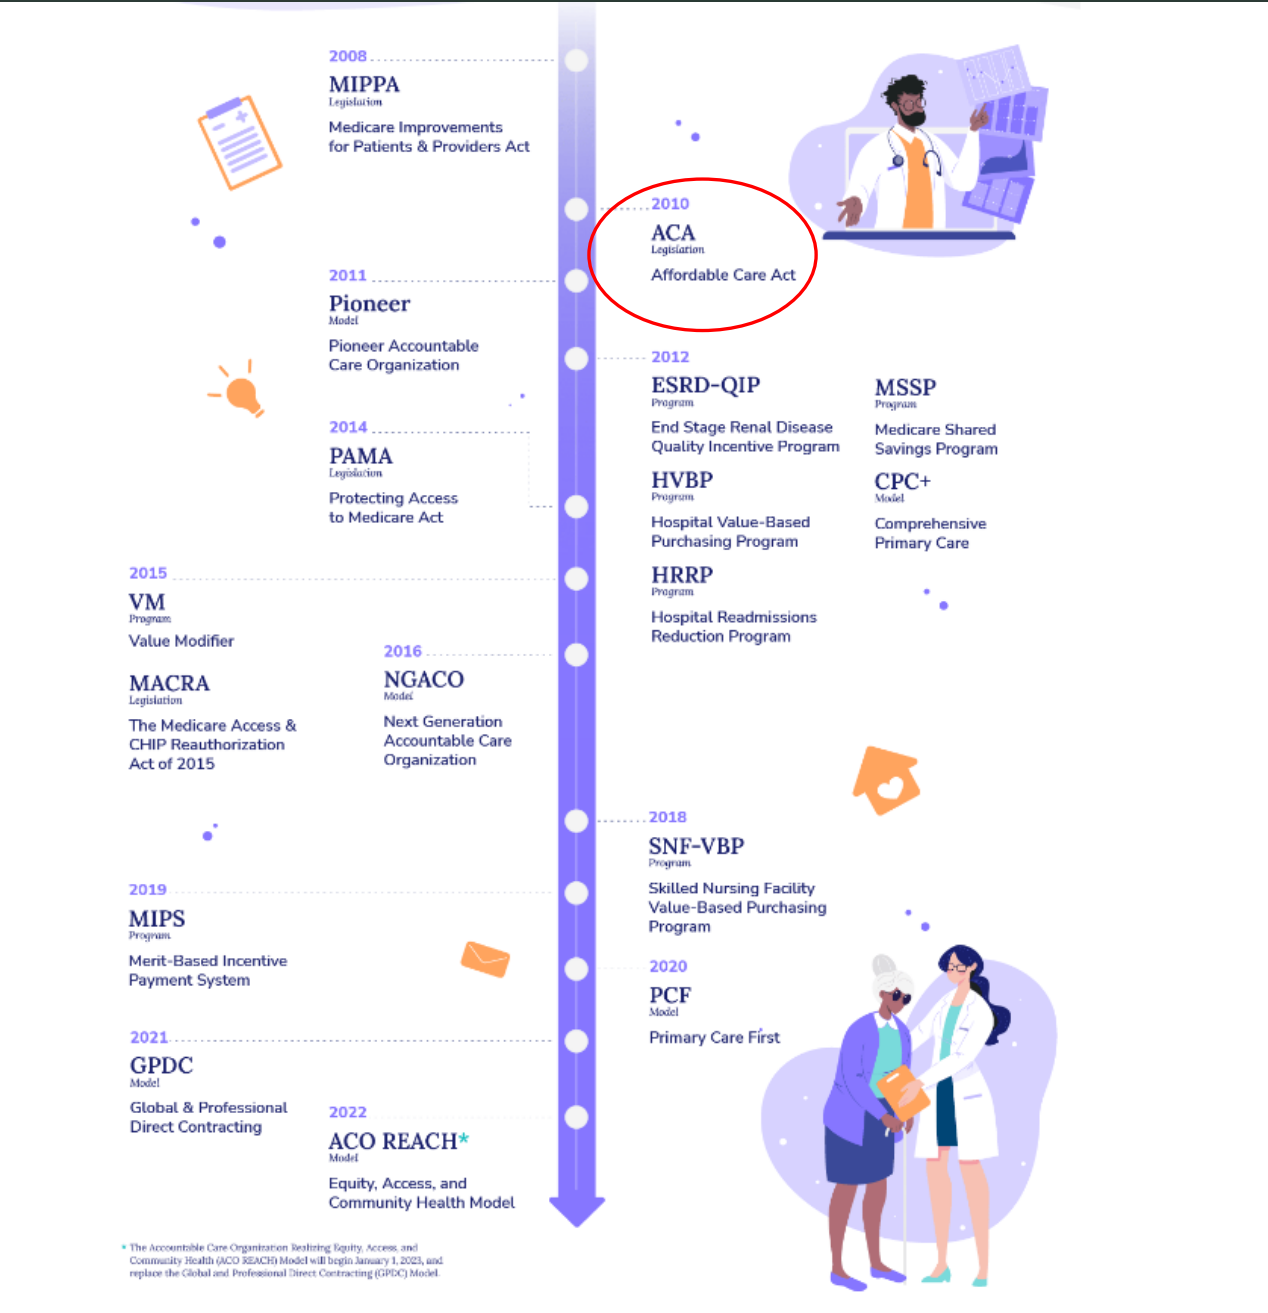 2008
MIPPA
Legislation
Medicare Improvements
for Patients & Providers Act
2010
ACA
Legislation
Affordable Care Act
2011
Pioneer
Model
Pioneer Accountable
Care Organization
2012
ESRD-QIP
Program
End Stage Renal Disease
Quality Incentive Program
MSSP
Program
Medicare Shared
Savings Program
HVBP
Program
Hospital Value-Based
Purchasing Program
CPC+
Model
Comprehensive
Primary Care
HRRP
Program
Hospital Readmissions
Reduction Program
2014
PAMA
Legislation
Protecting Access
to Medicare Act
2015
VM
Program
Value Modifier
MACRA
Legislation
The Medicare Access &
CHIP Reauthorization
Act of 2015
2016
NGACO
Model
Next Generation
Accountable Care
Organization
2018
SNF-VBP
Program
Skilled Nursing Facility
Value-Based Purchasing
Program
2019
MIPS
Program
Merit-Based Incentive
Payment System
2020
PCF
Model
Primary Care First
2021
GPDC
Model
Global & Professional
Direct Contracting
2022
ACO REACH*
Model
Equity, Access, and
Community Health Model
* The Accountable Care Organization Realizing Equity, Access, and
Community Health (ACO REACH) Model will begin January 1, 2023, and
replace the Global and Professional Direct Contracting (GPDC) Model.